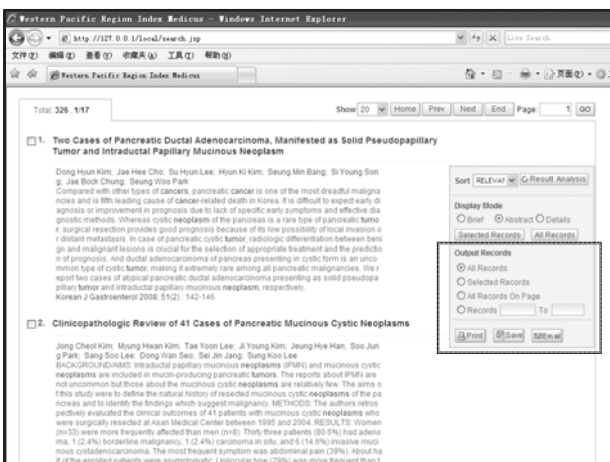 Western Pacific Region Index Medicus - Windows Internet Explorer
http://127.0.0.1/local/search.jsp
Live Search
文件(F) 编辑(E) 查看(V) 收藏夹(A) 工具(T) 帮助(H)
Western Pacific Region Index Medicus
页面(P)
Total: 326 , 1/17
Show 20 Home Prev Next End Page: 1 GO
1. Two Cases of Pancreatic Ductal Adenocarcinoma, Manifested as Solid Pseudopapillary
Tumor and Intraductal Papillary Mucinous Neoplasm
Dong Hyun Kim; Jae Hee Cho; Su Hyun Lee; Hyun Ki Kim; Seung Min Bang; Si Young Son
g; Jae Bock Chung; Seung Woo Park
Compared with other types of cancers, pancreatic cancer is one of the most dreadful maligna
ncies and is fifth leading cause of cancer-related death in Korea. It is difficult to expect early di
agnosis or improvement in prognosis due to lack of specific early symptoms and effective dia
gnostic methods. Whereas cystic neoplasm of the pancreas is a rare type of pancreatic tumo
r, surgical resection provides good prognosis because of its low possibility of local invasion o
r distant metastasis. In case of pancreatic cystic tumor, radiologic differentiation between beni
gn and malignant lesions is crucial for the selection of appropriate treatment and the predictio
n of prognosis. And ductal adenocarcinoma of pancreas presenting in cystic form is an unco
mmon type of cystic tumor, making it extremely rare among all pancreatic malignancies. We r
eport two cases of atypical pancreatic ductal adenocarcinoma presenting as solid pseudopa
pillary tumor and intraductal papillary mucinous neoplasm, respectively.
Korean J Gastroenterol 2008; 51(2) : 142-146
2. Clinicopathologic Review of 41 Cases of Pancreatic Mucinous Cystic Neoplasms
Jong Cheol Kim; Myung Hwan Kim; Tae Yoon Lee; Ji Young Kim; Jeung Hye Han; Soo Jun
g Park; Sang Soo Lee; Dong Wan Seo; Sei Jin Jang; Sung Koo Lee
BACKGROUND/AIMS: Intraductal papillary mucinous neoplasms (IPMN) and mucinous cystic
neoplasms are included in mucin-producing pancreatic tumors. The reports about IPMN are
not uncommon but those about the mucinous cystic neoplasms are relatively few. The aims o
f this study were to define the natural history of resected mucinous cystic neoplasms of the pa
ncreas and to identify the findings which suggest malignancy. METHODS: The authors retros
pectively evaluated the clinical outcomes of 41 patients with mucinous cystic neoplasms who
were surgically resected at Asan Medical Center between 1995 and 2004. RESULTS: Women
(n=33) were more frequently affected than men (n=8). Thirty three patients (80.5%) had adeno
ma, 1 (2.4%) borderline malignancy, 1 (2.4%) carcinoma in situ, and 6 (14.6%) invasive muci
nous cystadenocarcinoma. The most frequent symptom was abdominal pain (39%). About ha
lf of the enrolled patients were asymptomatic. Unilocular type (79%) was more frequent than t
Sort RELEVAN Result Analysis
Display Mode
Brief Abstract Details
Selected Records All Records
Output Records
All Records
Selected Records
All Records On Page
Records To
Print Save Email